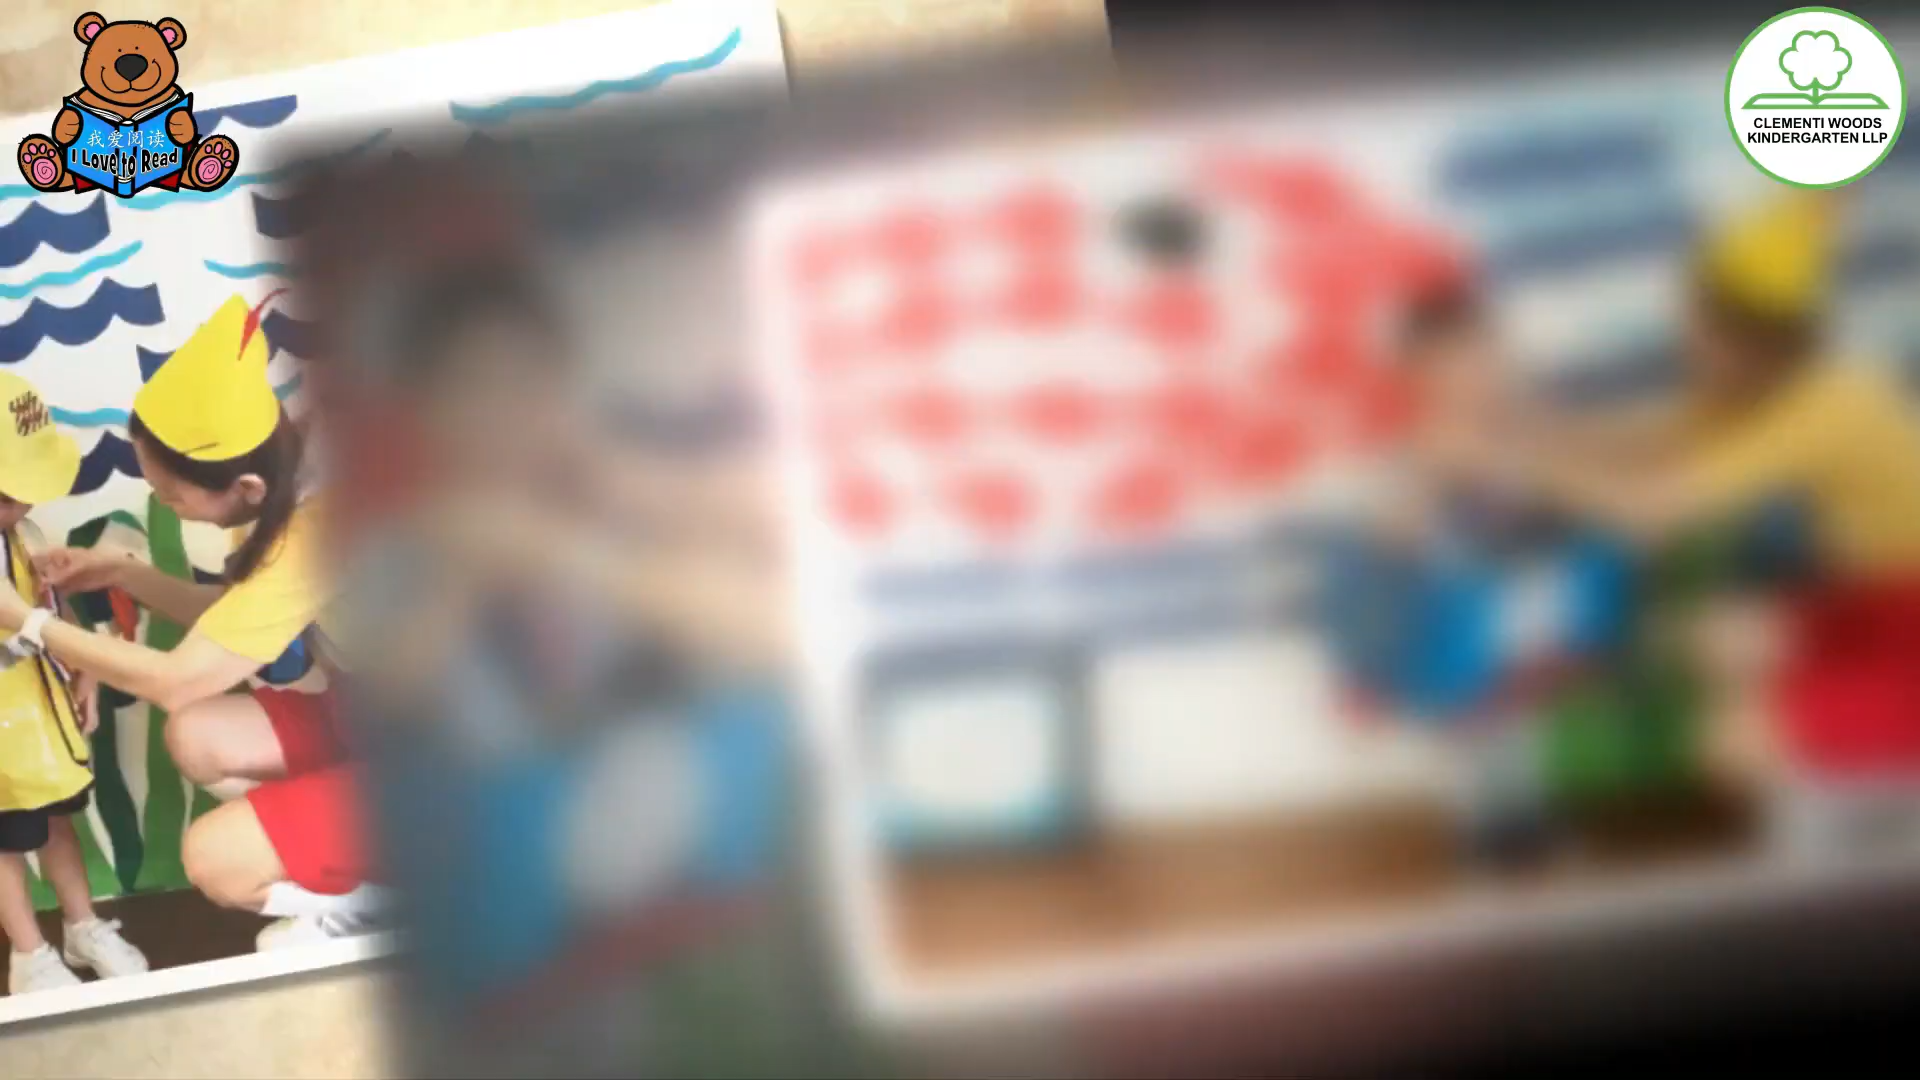 我爱阅读
I Love to Read
CLEMENTI WOODS
KINDERGARTEN LLP